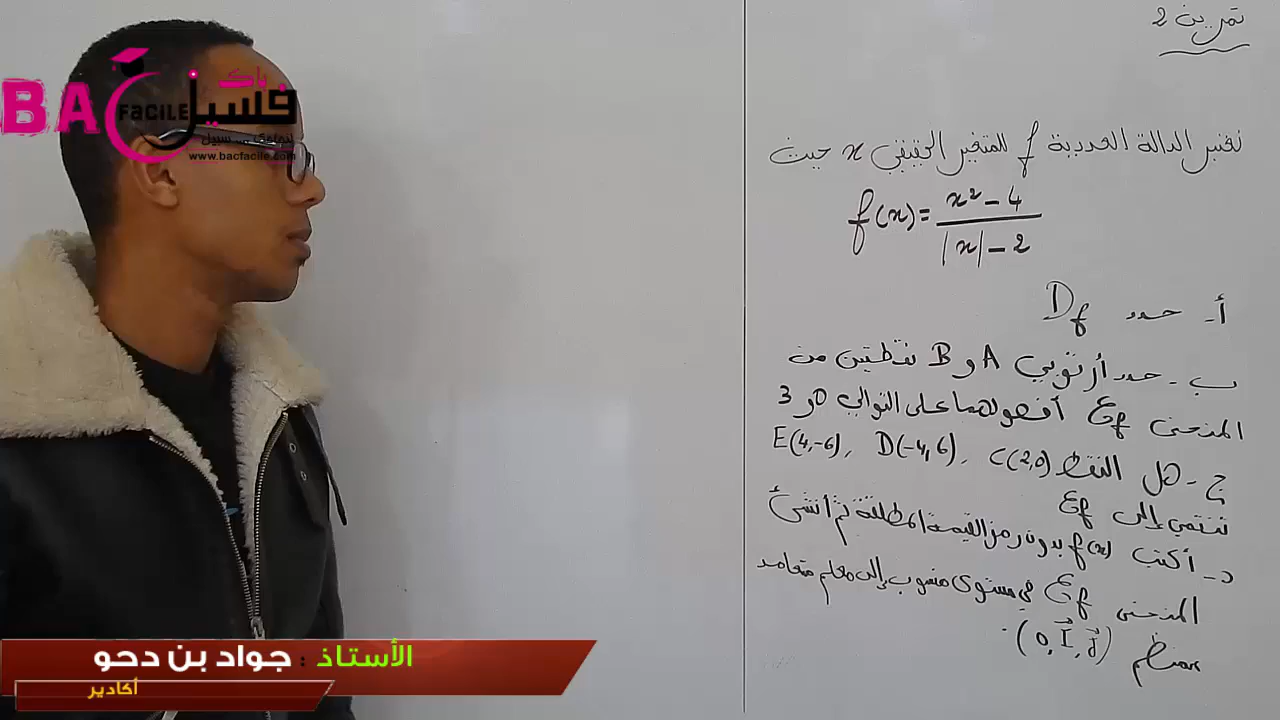 BAC FACILE
باك
فسيل
www.bacfacile.com
تمرين 2
نعتبر الدالة العددية f للمتغير الحقيقي x حيث
f(x) = (x² - 4) / (|x| - 2)
أ- حدد Df
ب- حدد أرتوبي A و B نقطتين من
المنحنى Cf أفصولهما على التوالي 0 و 3
ج- هل النقط C(2,0) ، D(-4,6) ، E(4,-6)
تنتمي إلى Cf
د- أكتب f(x) بدون رمز القيمة المطلقة ثم أنشئ
المنحنى Cf في مستوى منسوب إلى معلم متعامد
ممنظم (O, I, J)
الأستاذ : جواد بن دحو
أكادير